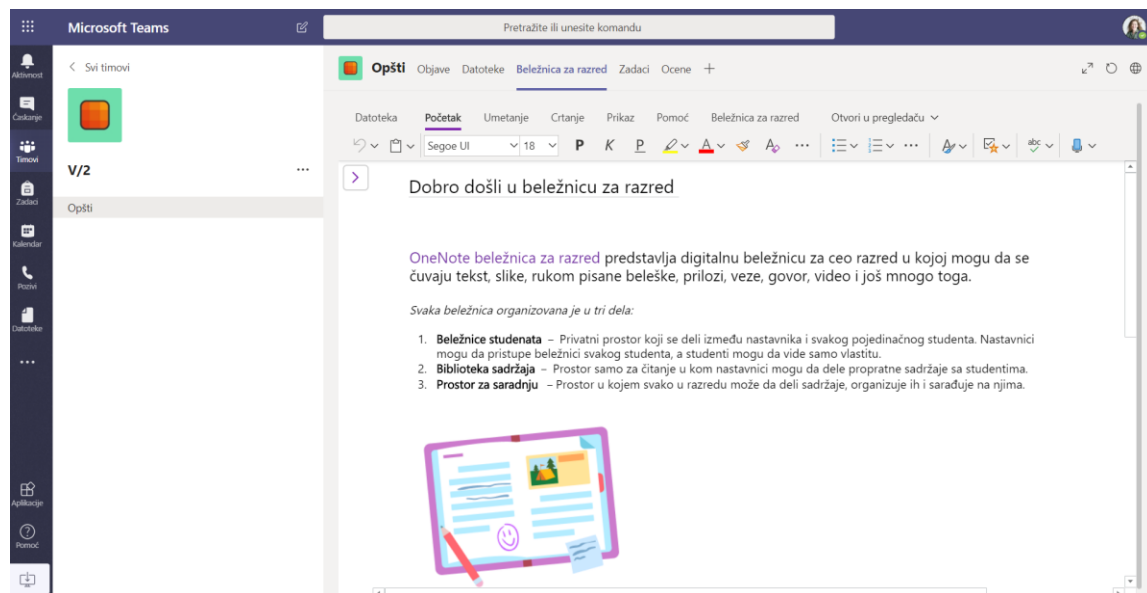 Microsoft Teams
Pretražite ili unesite komandu
Aktivnost
Ćaskanje
Timovi
Zadaci
Kalendar
Pozivi
Datoteke
Aplikacije
Pomoć
Svi timovi
V/2
Opšti
Opšti Objave Datoteke Beležnica za razred Zadaci Ocene
Datoteka Početak Umetanje Crtanje Prikaz Pomoć Beležnica za razred Otvori u pregledaču
Segoe UI 18 P K P A A abc
Dobro došli u beležnicu za razred
OneNote beležnica za razred predstavlja digitalnu beležnicu za ceo razred u kojoj mogu da se
čuvaju tekst, slike, rukom pisane beleške, prilozi, veze, govor, video i još mnogo toga.
Svaka beležnica organizovana je u tri dela:
1. Beležnice studenata – Privatni prostor koji se deli između nastavnika i svakog pojedinačnog studenta. Nastavnici
mogu da pristupe beležnici svakog studenta, a studenti mogu da vide samo vlastitu.
2. Biblioteka sadržaja – Prostor samo za čitanje u kom nastavnici mogu da dele propratne sadržaje sa studentima.
3. Prostor za saradnju – Prostor u kojem svako u razredu može da deli sadržaje, organizuje ih i sarađuje na njima.